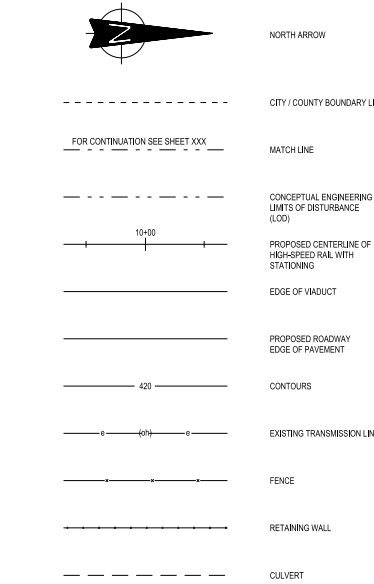 N
NORTH ARROW
CITY / COUNTY BOUNDARY LI
FOR CONTINUATION SEE SHEET XXX
MATCH LINE
CONCEPTUAL ENGINEERING
LIMITS OF DISTURBANCE
(LOD)
10+00
PROPOSED CENTERLINE OF
HIGH-SPEED RAIL WITH
STATIONING
EDGE OF VIADUCT
PROPOSED ROADWAY
EDGE OF PAVEMENT
420
CONTOURS
e (oh) e
EXISTING TRANSMISSION LIN
x x x
FENCE
RETAINING WALL
CULVERT